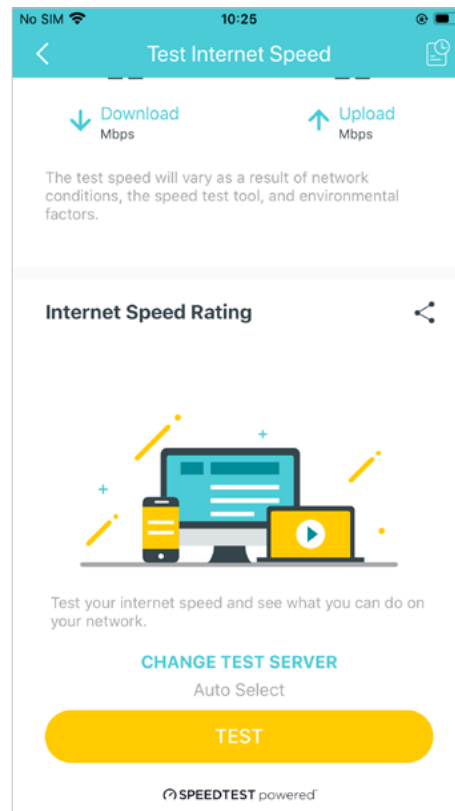 No SIM 10:25
Test Internet Speed
Download Upload
Mbps Mbps
The test speed will vary as a result of network
conditions, the speed test tool, and environmental
factors.
Internet Speed Rating
Test your internet speed and see what you can do on
your network.
CHANGE TEST SERVER
Auto Select
TEST
SPEEDTEST powered